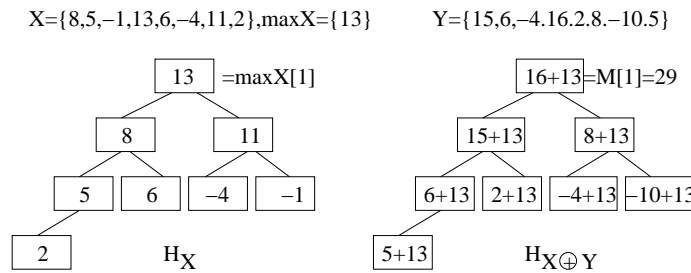 X={8,5,−1,13,6,−4,11,2},maxX={13} Y={15,6,−4.16.2.8.−10.5}
13 =maxX[1] 16+13 =M[1]=29
8 11 15+13 8+13
5 6 −4 −1 6+13 2+13 −4+13 −10+13
2 H_X 5+13 H_X⊕Y